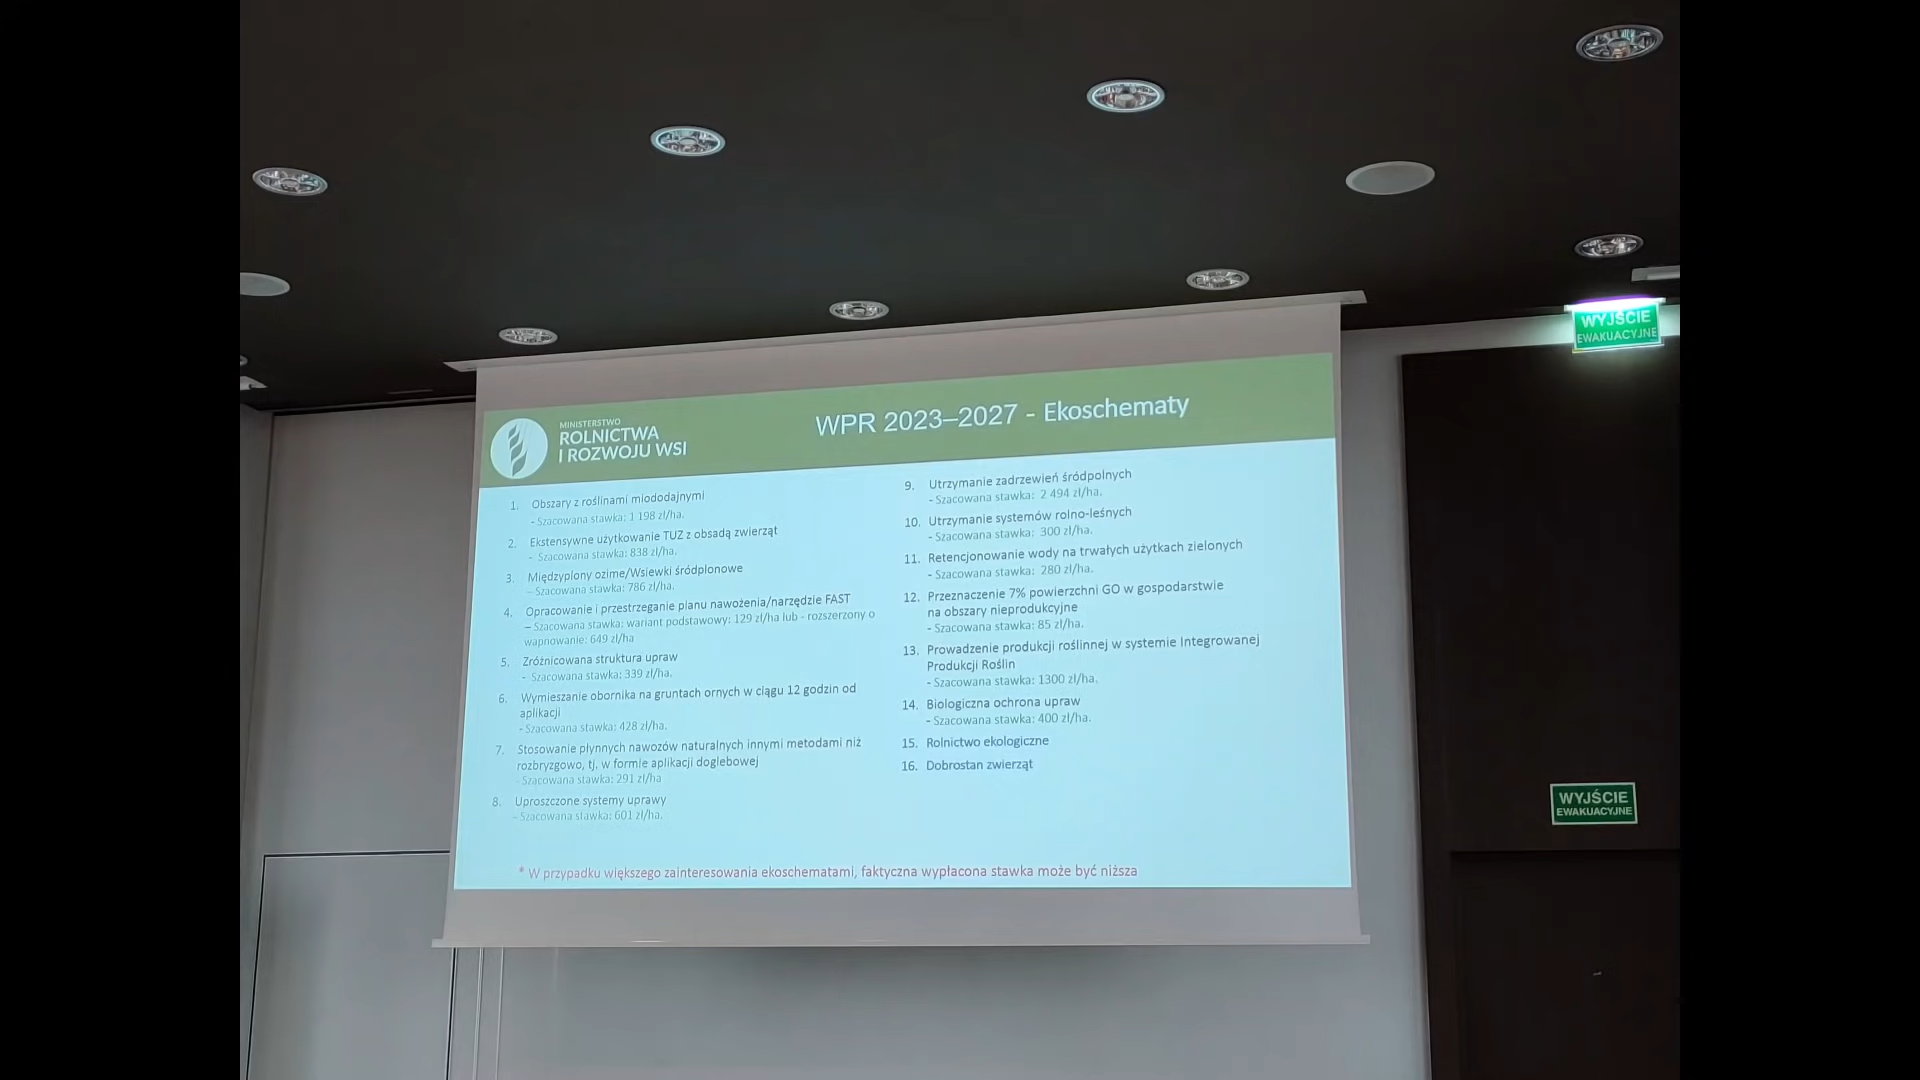 WYJŚCIE
EWAKUACYJNE
MINISTERSTWO
ROLNICTWA
I ROZWOJU WSI
WPR 2023–2027 - Ekoschematy
1. Obszary z roślinami miododajnymi
- Szacowana stawka: 1 198 zł/ha.
2. Ekstensywne użytkowanie TUZ z obsadą zwierząt
- Szacowana stawka: 838 zł/ha.
3. Międzyplony ozime/Wsiewki śródplonowe
– Szacowana stawka: 786 zł/ha.
4. Opracowanie i przestrzeganie planu nawożenia/narzędzie FAST
– Szacowana stawka: wariant podstawowy: 129 zł/ha lub - rozszerzony o
wapnowanie: 649 zł/ha
5. Zróżnicowana struktura upraw
- Szacowana stawka: 339 zł/ha.
6. Wymieszanie obornika na gruntach ornych w ciągu 12 godzin od
aplikacji
- Szacowana stawka: 428 zł/ha.
7. Stosowanie płynnych nawozów naturalnych innymi metodami niż
rozbryzgowo, tj. w formie aplikacji doglebowej
- Szacowana stawka: 291 zł/ha
8. Uproszczone systemy uprawy
– Szacowana stawka: 601 zł/ha.
9. Utrzymanie zadrzewień śródpolnych
- Szacowana stawka: 2 494 zł/ha.
10. Utrzymanie systemów rolno-leśnych
- Szacowana stawka: 300 zł/ha.
11. Retencjonowanie wody na trwałych użytkach zielonych
- Szacowana stawka: 280 zł/ha.
12. Przeznaczenie 7% powierzchni GO w gospodarstwie
na obszary nieprodukcyjne
- Szacowana stawka: 85 zł/ha.
13. Prowadzenie produkcji roślinnej w systemie Integrowanej
Produkcji Roślin
- Szacowana stawka: 1300 zł/ha.
14. Biologiczna ochrona upraw
- Szacowana stawka: 400 zł/ha.
15. Rolnictwo ekologiczne
16. Dobrostan zwierząt
* W przypadku większego zainteresowania ekoschematami, faktyczna wypłacona stawka może być niższa
WYJŚCIE
EWAKUACYJNE